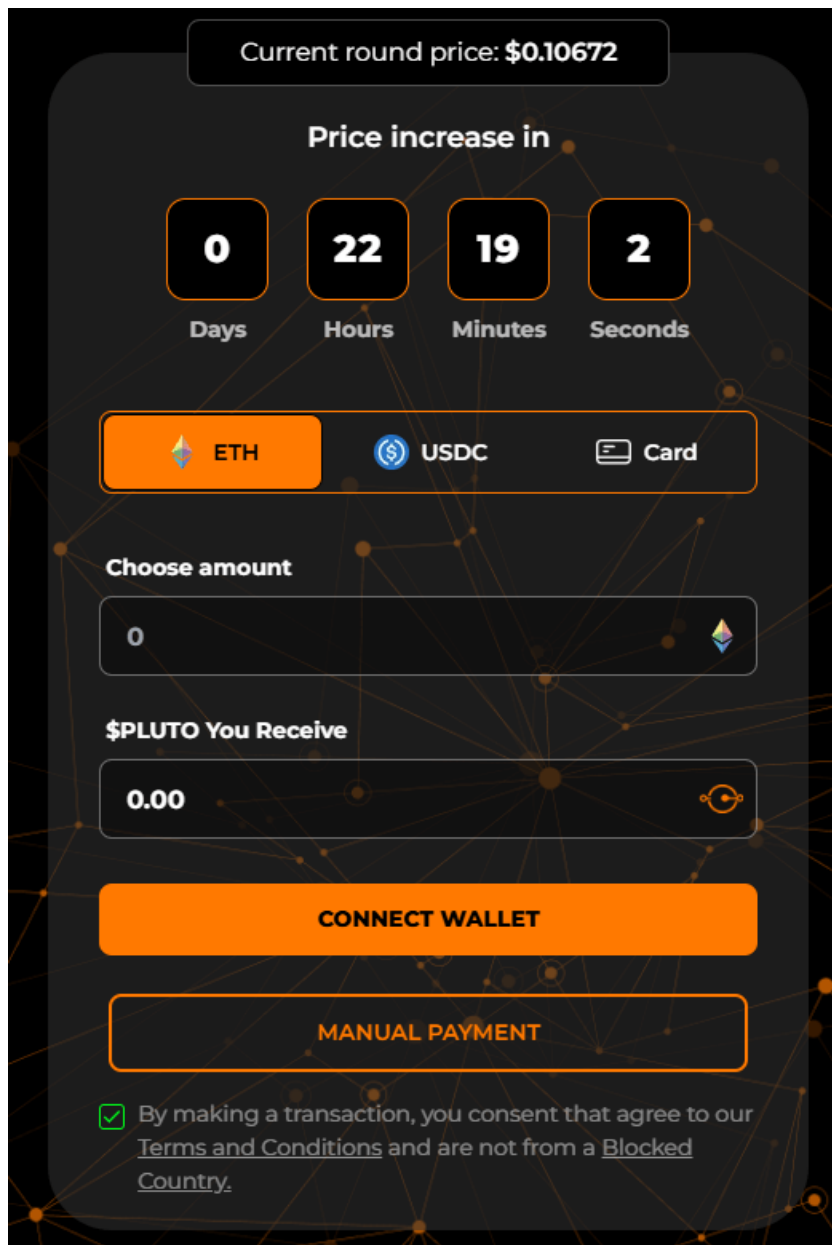 Current round price: $0.10672
Price increase in
0 22 19 2
Days Hours Minutes Seconds
ETH USDC Card
Choose amount
0
$PLUTO You Receive
0.00
CONNECT WALLET
MANUAL PAYMENT
By making a transaction, you consent that agree to our
Terms and Conditions and are not from a Blocked
Country.